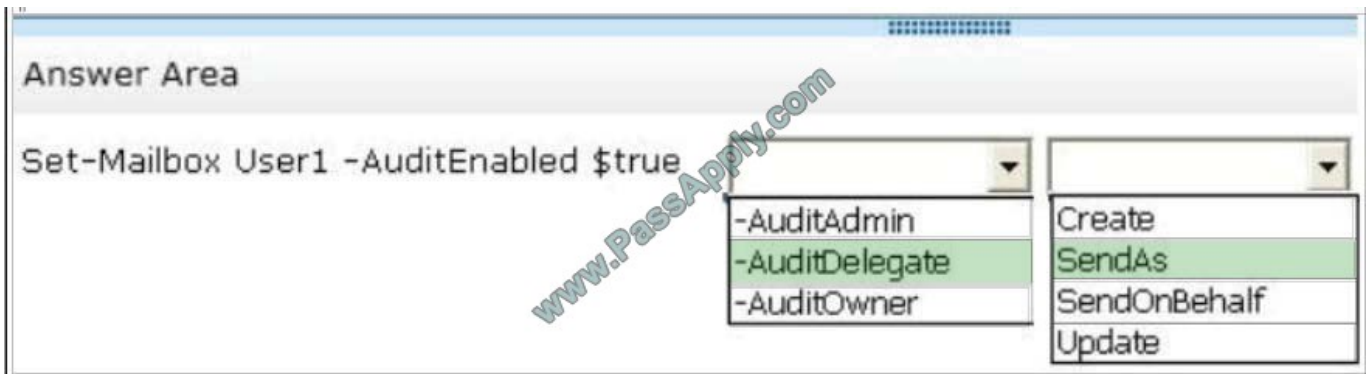 Answer Area
www.PassApply.com
Set-Mailbox User1 -AuditEnabled $true
-AuditAdmin
-AuditDelegate
-AuditOwner
Create
SendAs
SendOnBehalf
Update